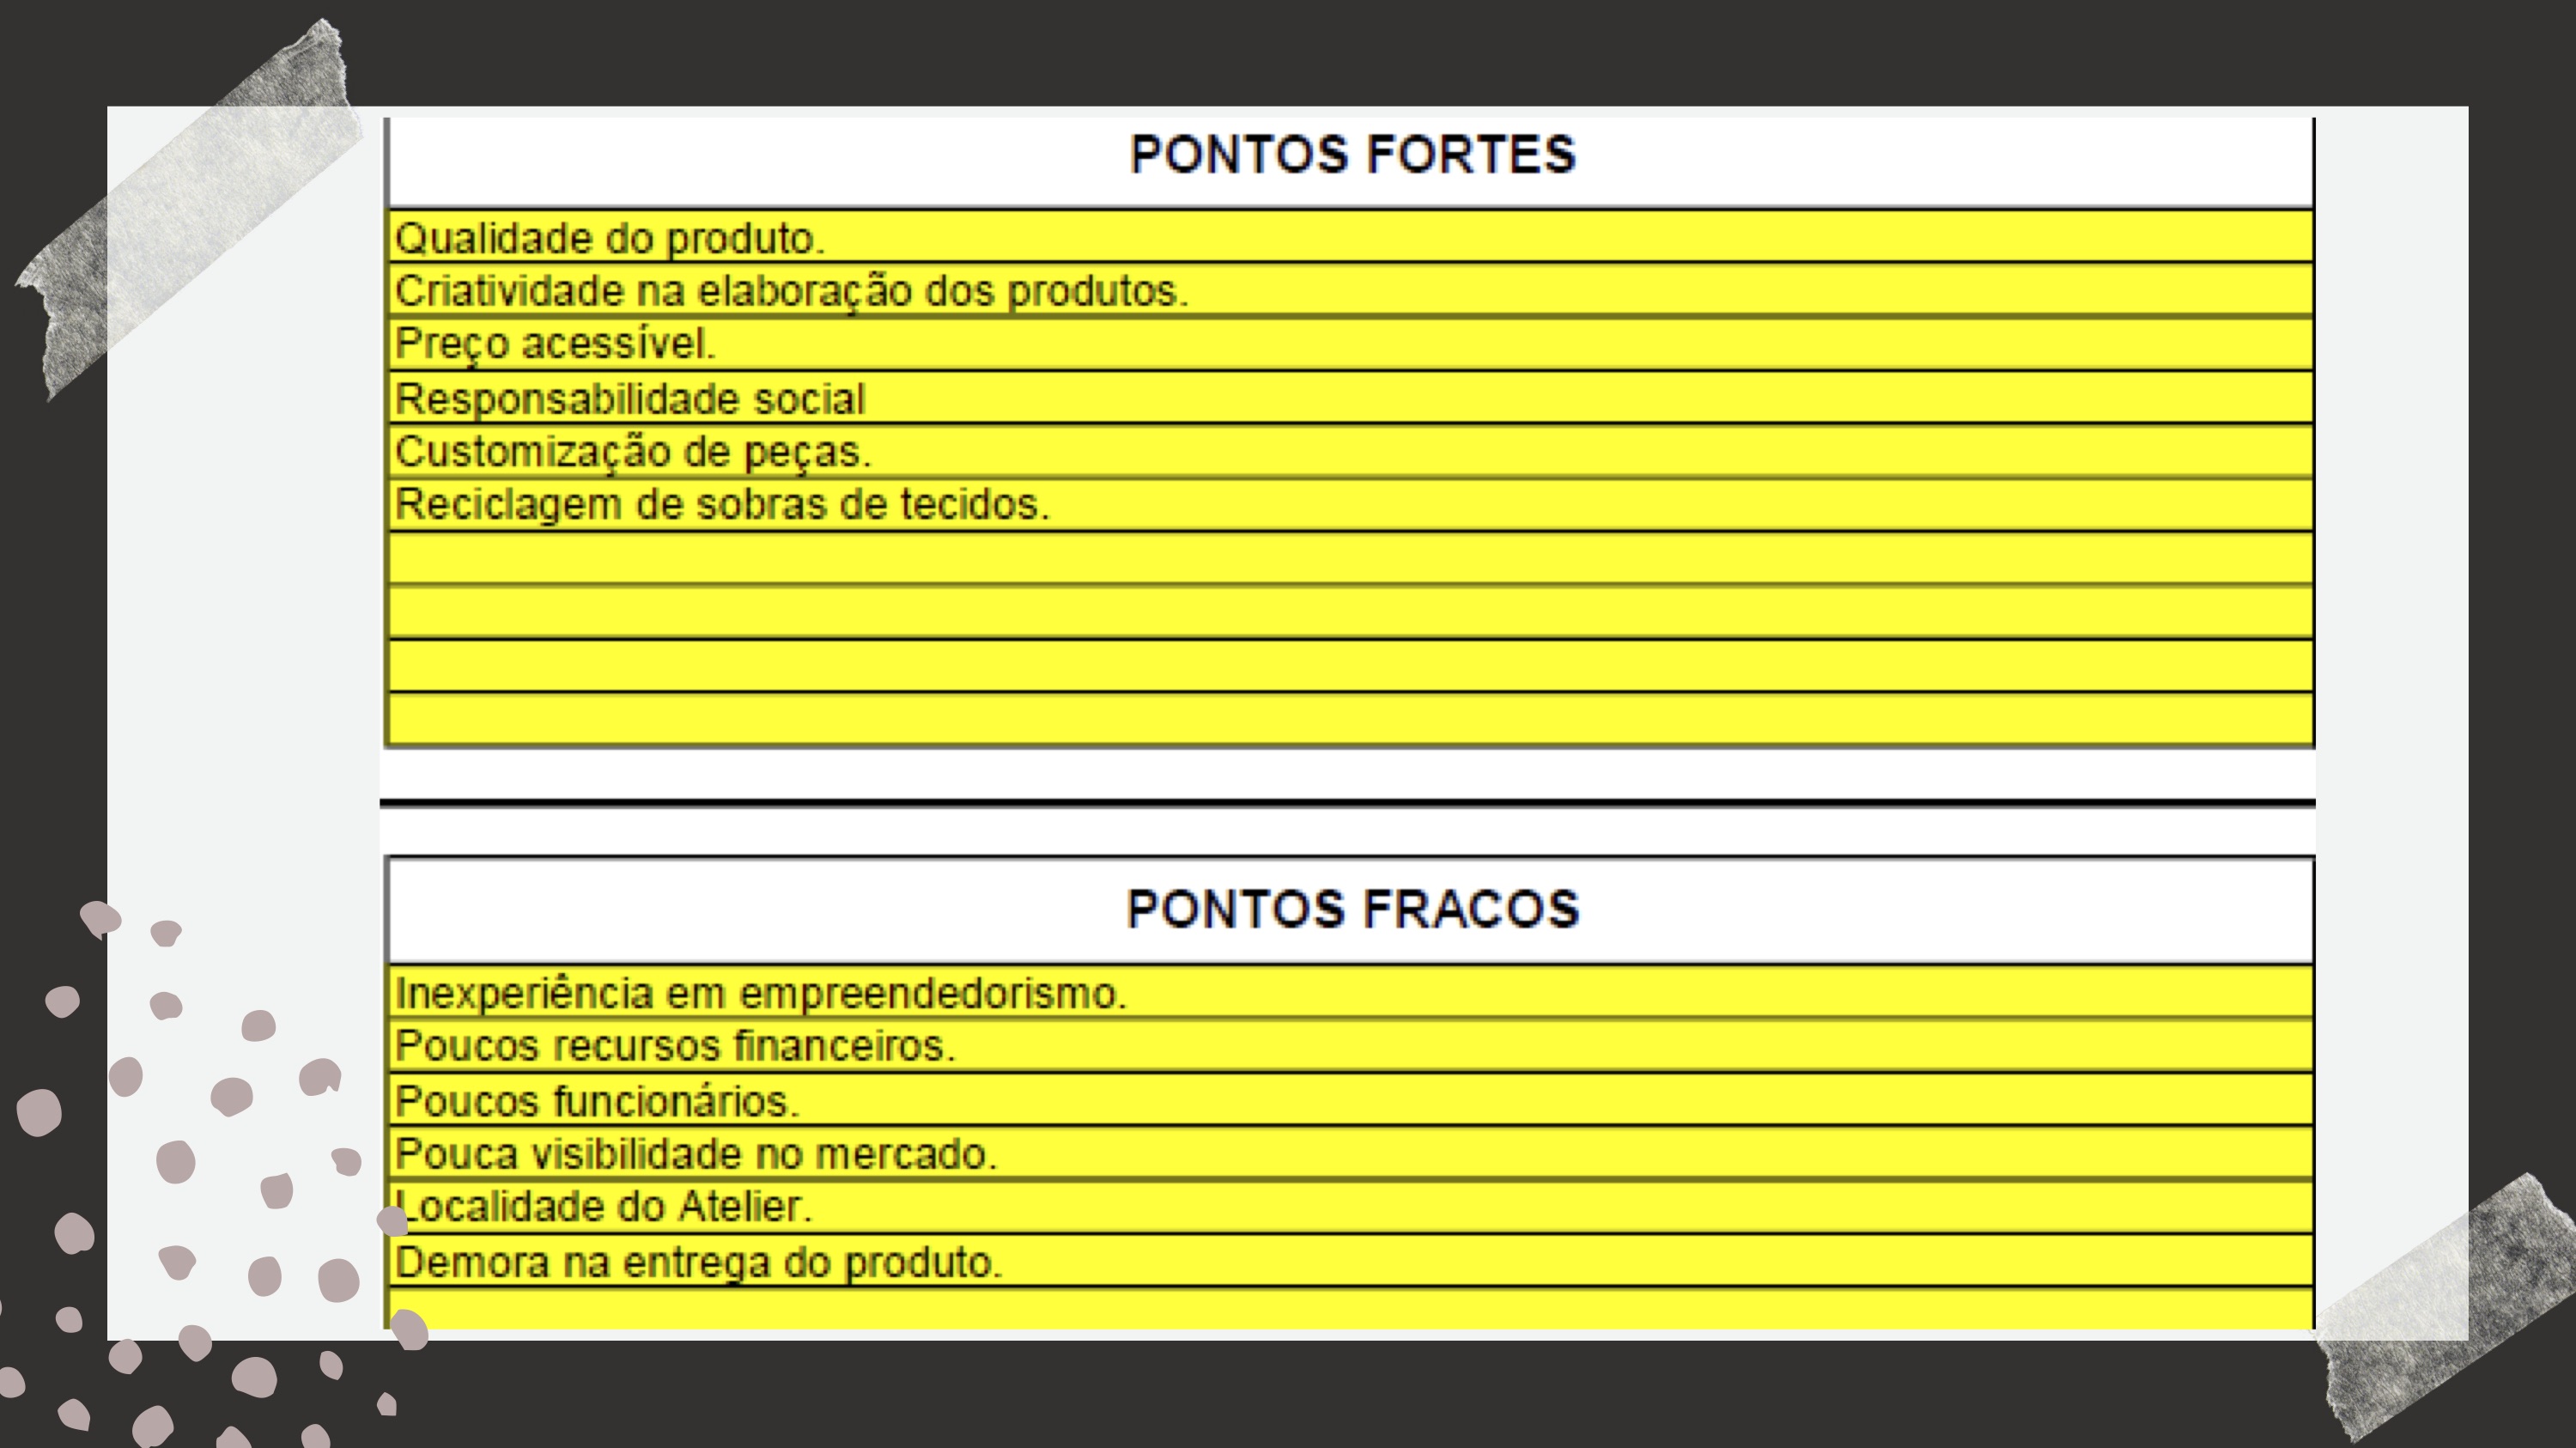 PONTOS FORTES
Qualidade do produto.
Criatividade na elaboração dos produtos.
Preço acessível.
Responsabilidade social
Customização de peças.
Reciclagem de sobras de tecidos.
PONTOS FRACOS
Inexperiência em empreendedorismo.
Poucos recursos financeiros.
Poucos funcionários.
Pouca visibilidade no mercado.
Localidade do Atelier.
Demora na entrega do produto.